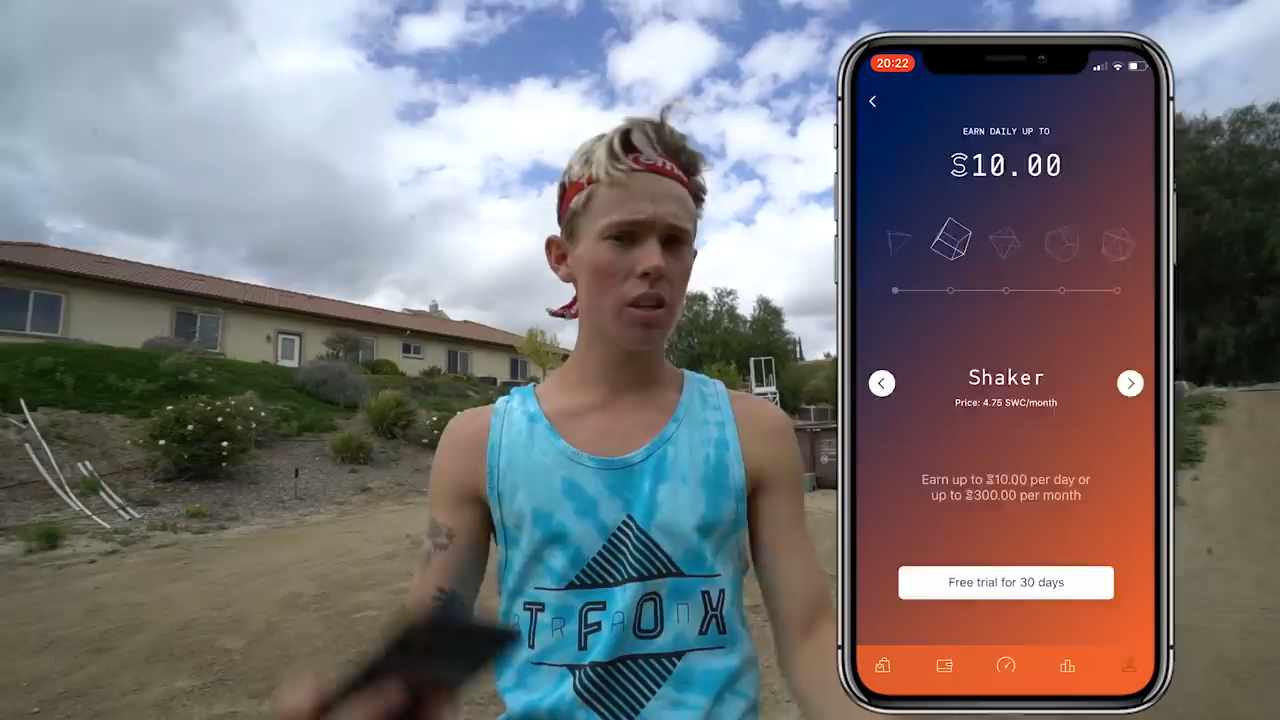 20:22
EARN DAILY UP TO
S10.00
Shaker
Price: 4.75 SWC/month
Earn up to S10.00 per day or
up to S300.00 per month
Free trial for 30 days
TFOX